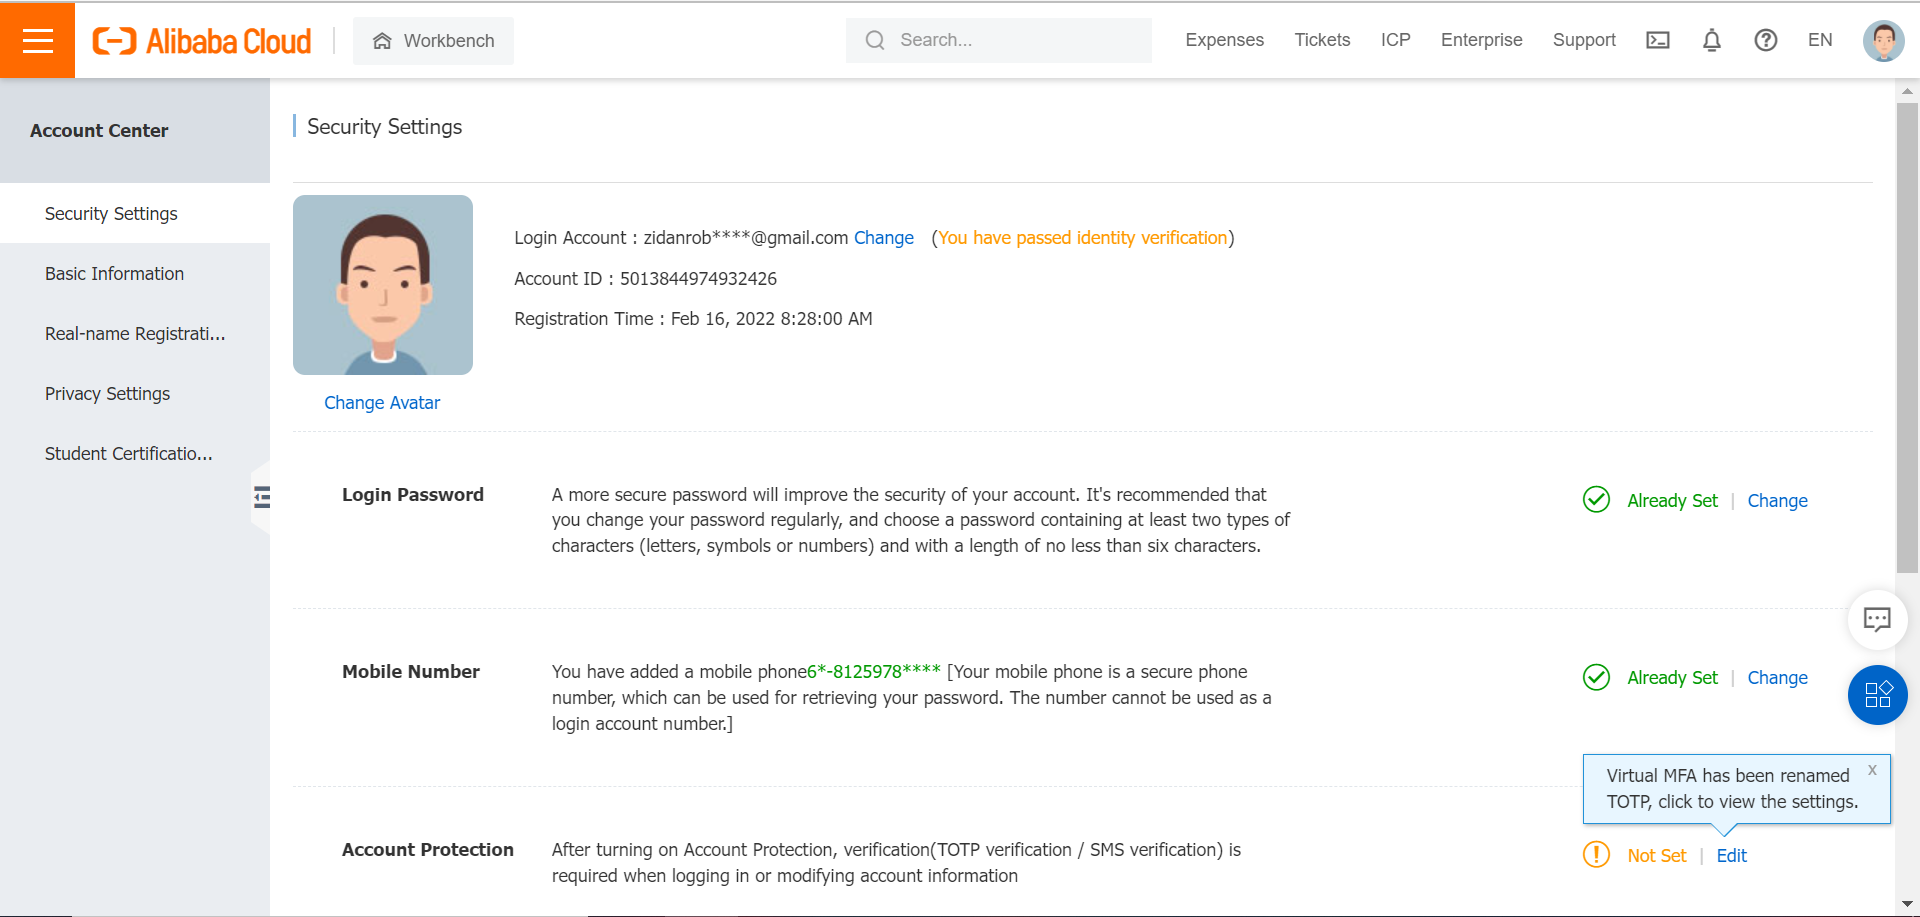 Alibaba Cloud
Workbench
Search...
Expenses
Tickets
ICP
Enterprise
Support
EN
Account Center
Security Settings
Basic Information
Real-name Registrati...
Privacy Settings
Student Certificatio...
Security Settings
Login Account : zidanrob****@gmail.com Change (You have passed identity verification)
Account ID : 5013844974932426
Registration Time : Feb 16, 2022 8:28:00 AM
Change Avatar
Login Password
A more secure password will improve the security of your account. It's recommended that
you change your password regularly, and choose a password containing at least two types of
characters (letters, symbols or numbers) and with a length of no less than six characters.
Already Set | Change
Mobile Number
You have added a mobile phone6*-8125978**** [Your mobile phone is a secure phone
number, which can be used for retrieving your password. The number cannot be used as a
login account number.]
Already Set | Change
Virtual MFA has been renamed
TOTP, click to view the settings.
x
Account Protection
After turning on Account Protection, verification(TOTP verification / SMS verification) is
required when logging in or modifying account information
Not Set | Edit